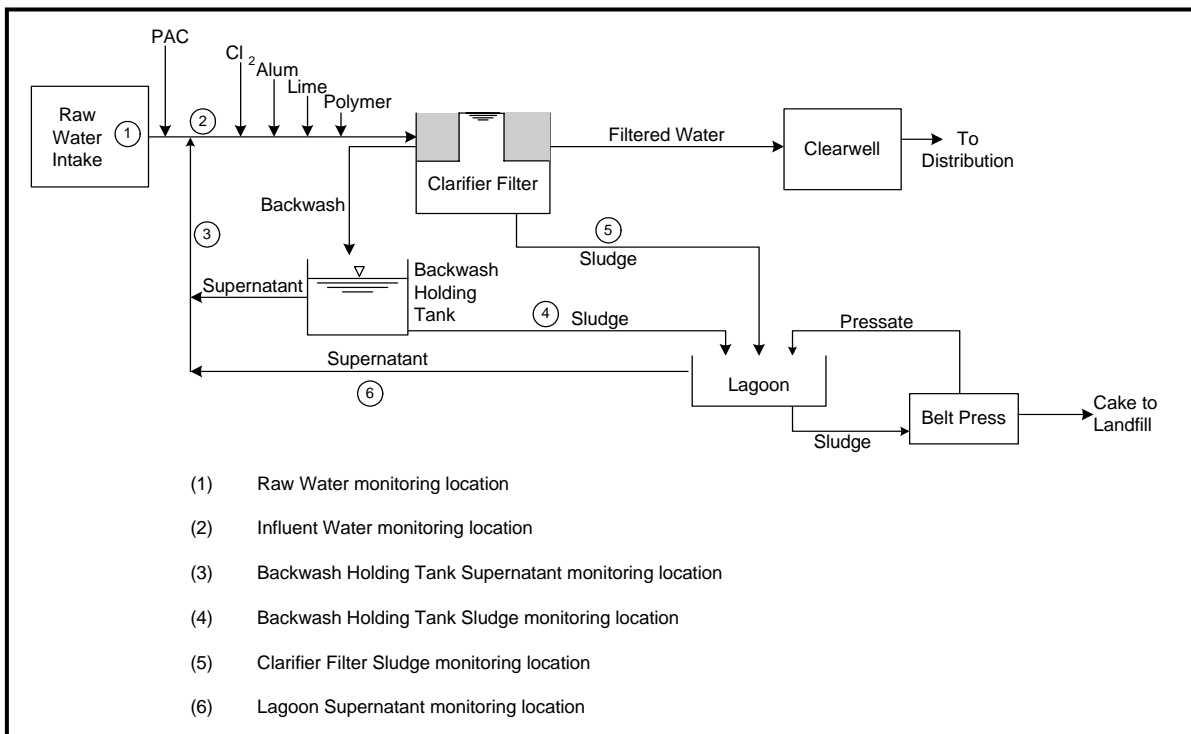 PAC
Cl 2
Alum
Lime
Polymer
Raw
Water
Intake
1
2
Filtered Water
Clearwell
To
Distribution
Clarifier Filter
Backwash
3
5
Sludge
Supernatant
Backwash
Holding
Tank
4
Sludge
Pressate
Supernatant
6
Lagoon
Sludge
Belt Press
Cake to
Landfill
(1) Raw Water monitoring location
(2) Influent Water monitoring location
(3) Backwash Holding Tank Supernatant monitoring location
(4) Backwash Holding Tank Sludge monitoring location
(5) Clarifier Filter Sludge monitoring location
(6) Lagoon Supernatant monitoring location